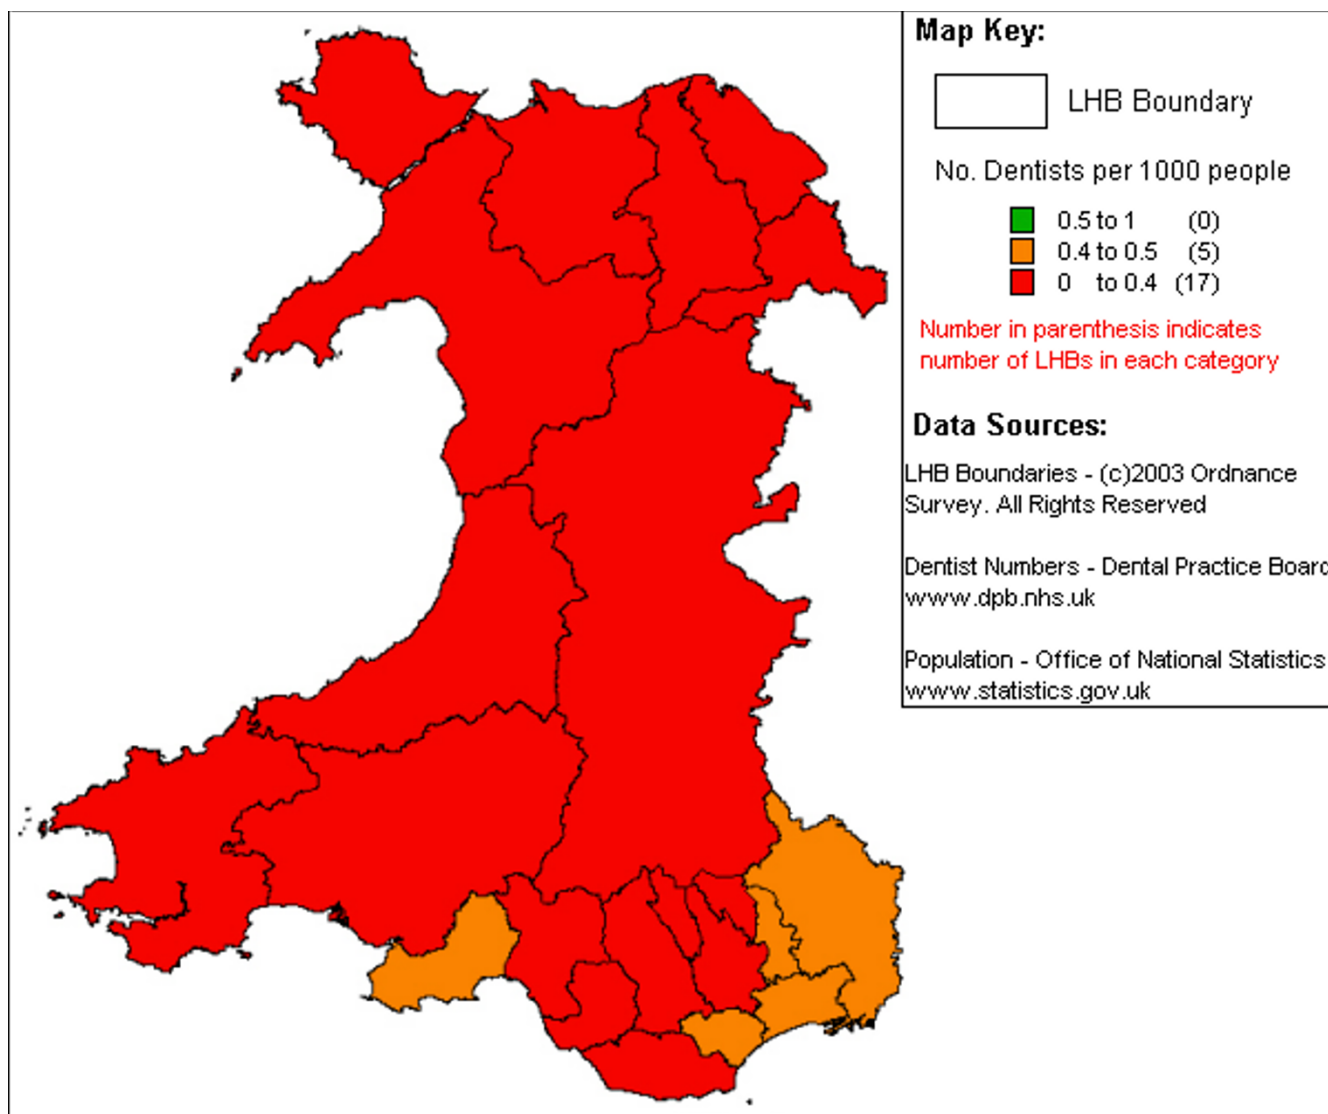 Map Key:
LHB Boundary
No. Dentists per 1000 people
0.5 to 1 (0)
0.4 to 0.5 (5)
0 to 0.4 (17)
Number in parenthesis indicates
number of LHBs in each category
Data Sources:
LHB Boundaries - (c)2003 Ordnance
Survey. All Rights Reserved
Dentist Numbers - Dental Practice Board
www.dpb.nhs.uk
Population - Office of National Statistics
www.statistics.gov.uk